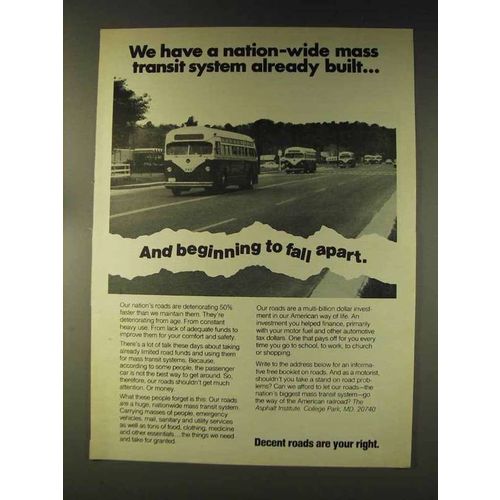 We have a nation-wide mass
transit system already built...
And beginning to fall apart.
Our nation's roads are deteriorating 50%
faster than we maintain them. They're
deteriorating from age. From constant
heavy use. From lack of adequate funds to
improve them for your comfort and safety.
There's a lot of talk these days about taking
already limited road funds and using them
for mass transit systems. Because,
according to some people, the passenger
car is not the best way to get around. So,
therefore, our roads shouldn't get much
attention. Or money.
What these people forget is this: Our roads
are a huge, nationwide mass transit system.
Carrying masses of people, emergency
vehicles, mail, sanitary and utility services
as well as tons of food, clothing, medicine
and other essentials...the things we need
and take for granted.
Our roads are a multi-billion dollar invest-
ment in our American way of life. An
investment you helped finance, primarily
with your motor fuel and other automotive
tax dollars. One that pays off for you every
time you go to school, to work, to church
or shopping.
Write to the address below for an informa-
tive free booklet on roads. And as a motorist,
shouldn't you take a stand on road prob-
lems? Can we afford to let our roads–the
nation's biggest mass transit system–go
the way of the American railroad? The
Asphalt Institute, College Park, MD. 20740
Decent roads are your right.